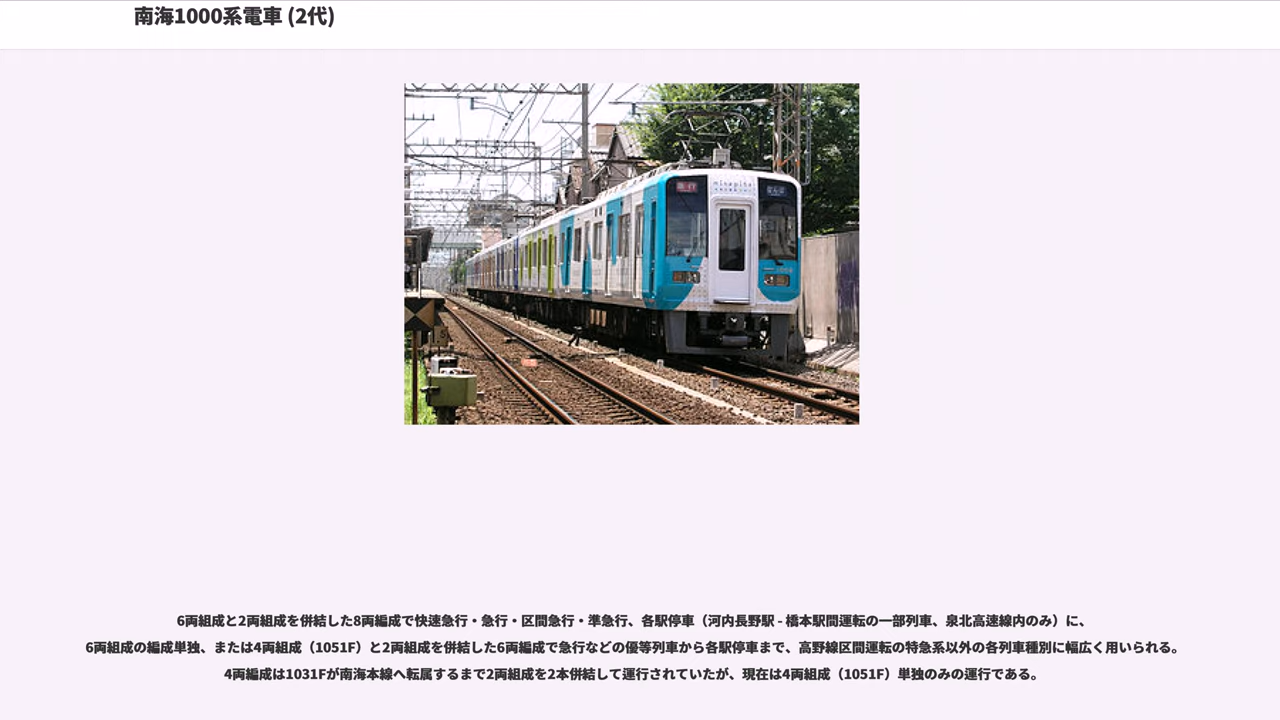 南海1000系電車 (2代)
急行
minapita
6両組成と2両組成を併結した8両編成で快速急行・急行・区間急行・準急行、各駅停車（河内長野駅 - 橋本駅間運転の一部列車、泉北高速線内のみ）に、
6両組成の編成単独、または4両組成（1051F）と2両組成を併結した6両編成で急行などの優等列車から各駅停車まで、高野線区間運転の特急系以外の各列車種別に幅広く用いられる。
4両編成は1031Fが南海本線へ転属するまで2両組成を2本併結して運行されていたが、現在は4両組成（1051F）単独のみの運行である。